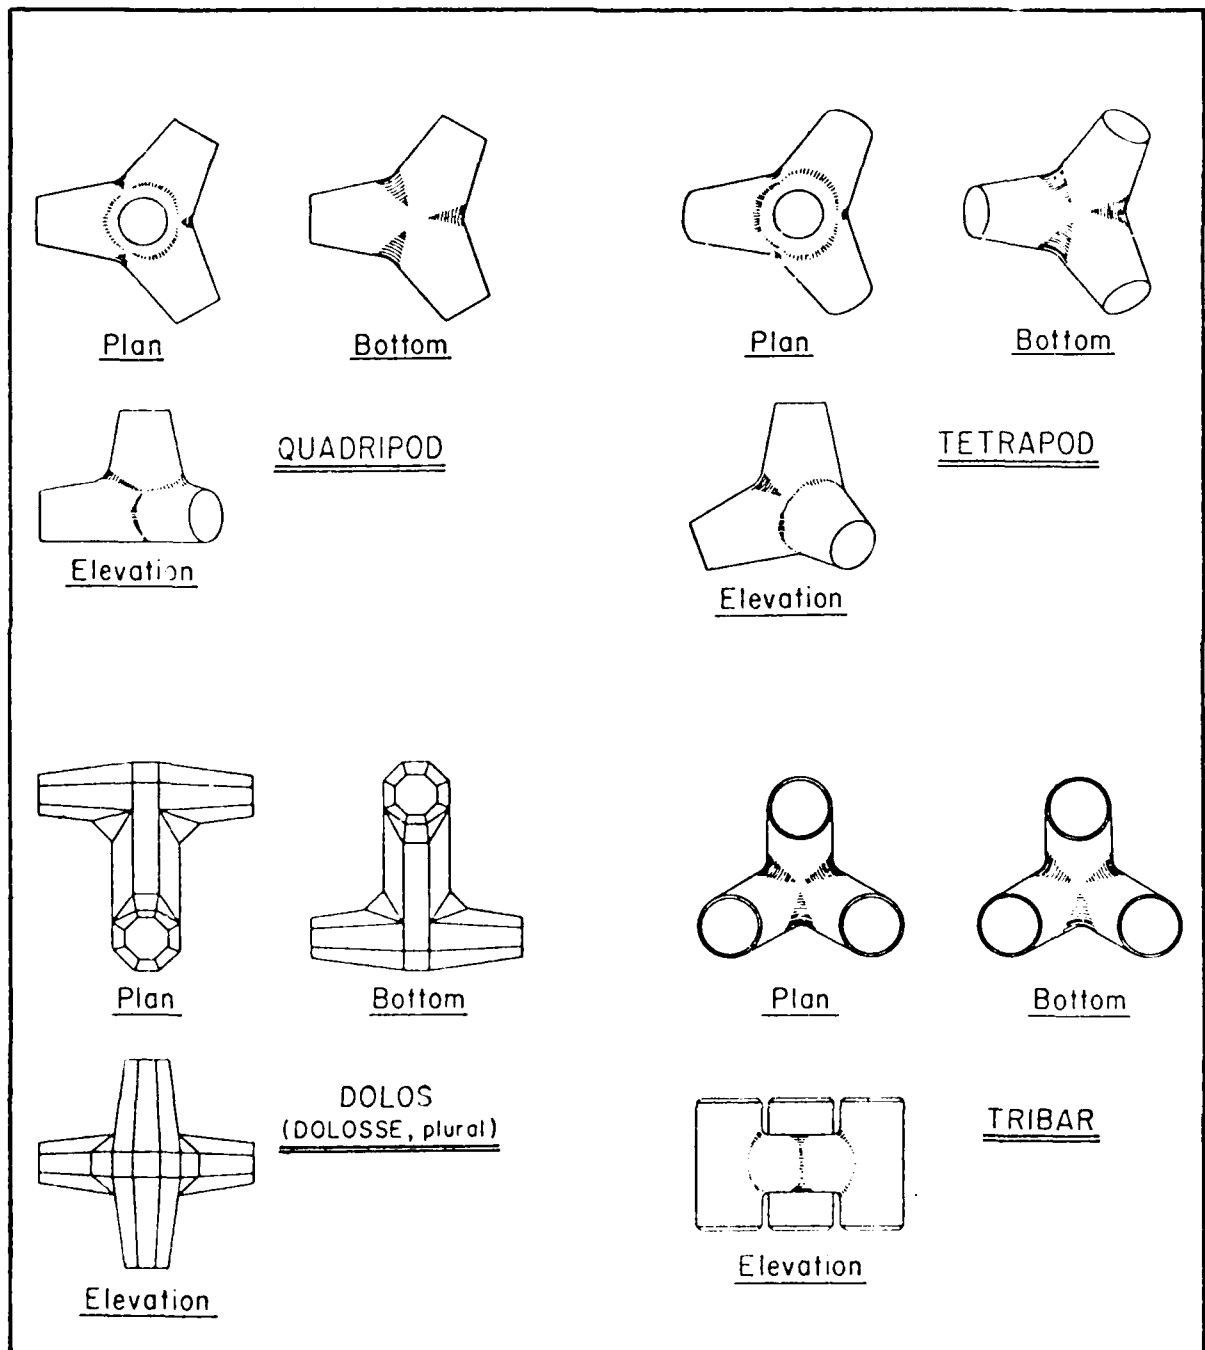 Plan
Bottom
QUADRIPOD
Elevation
Plan
Bottom
TETRAPOD
Elevation
Plan
Bottom
DOLOS
(DOLOSSE, plural)
Elevation
Plan
Bottom
TRIBAR
Elevation